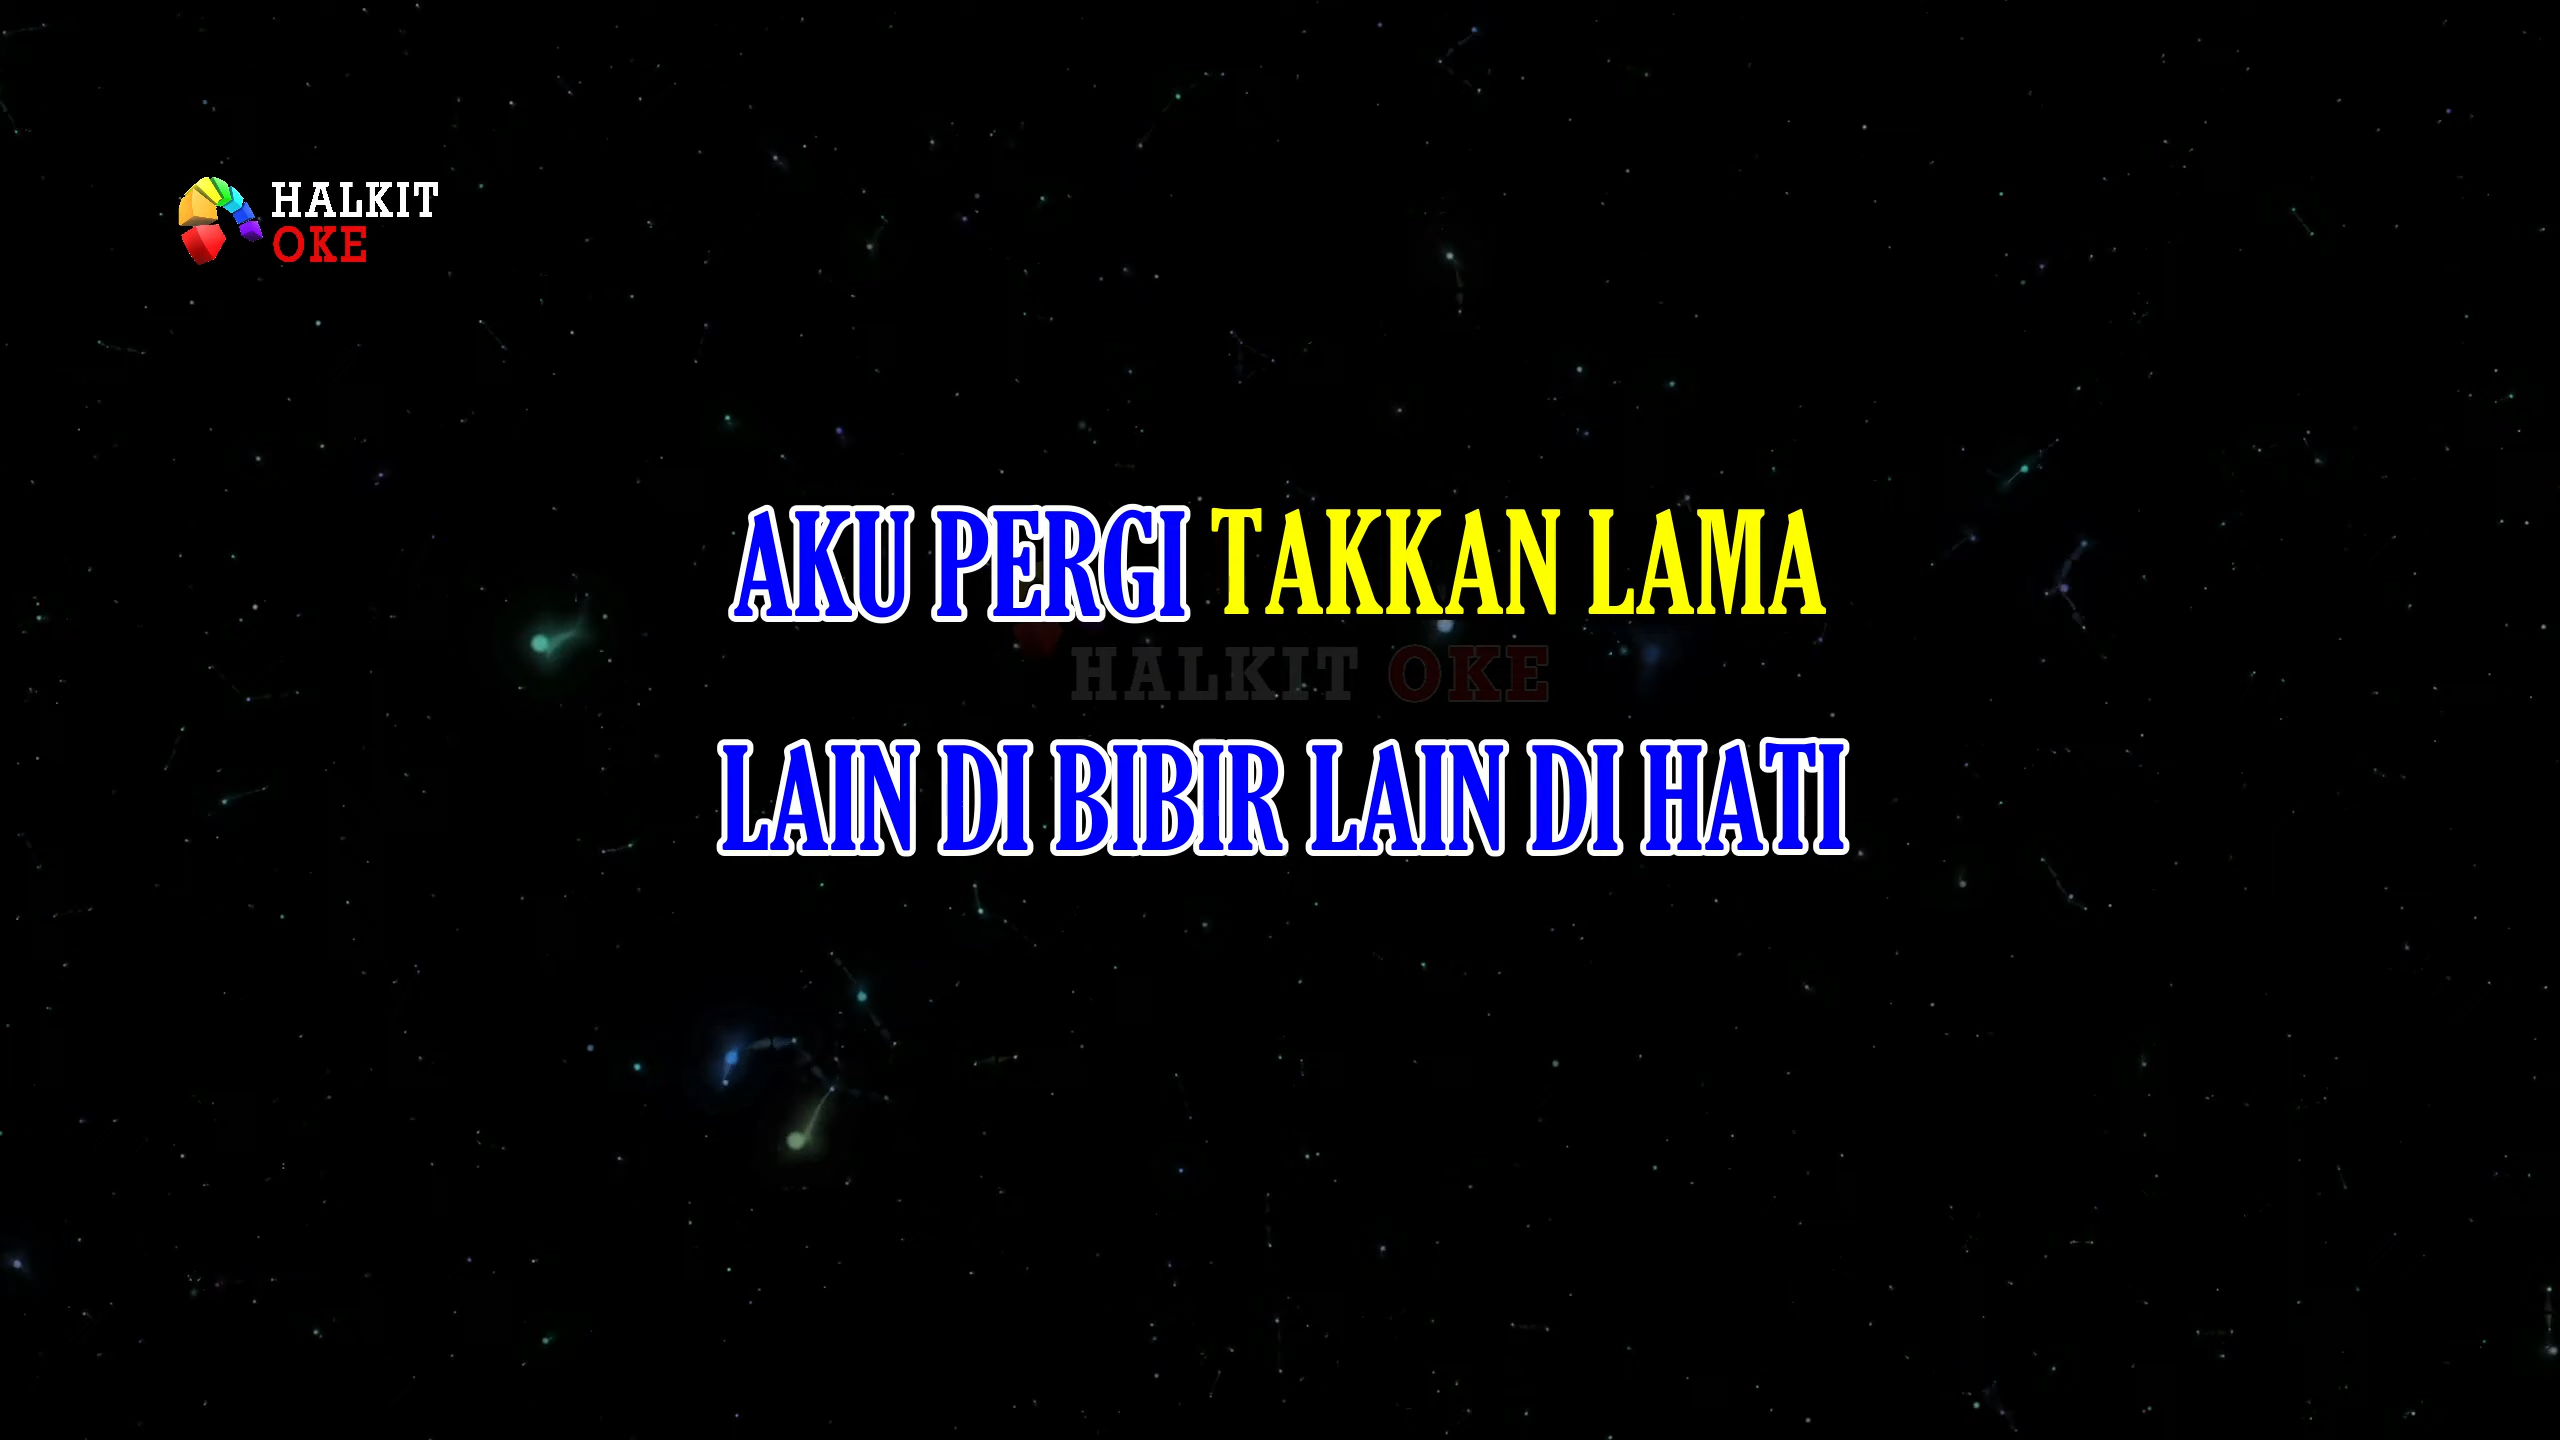 HALKIT
OKE
AKU PERGI TAKKAN LAMA
HALKIT OKE
LAIN DI BIBIR LAIN DI HATI